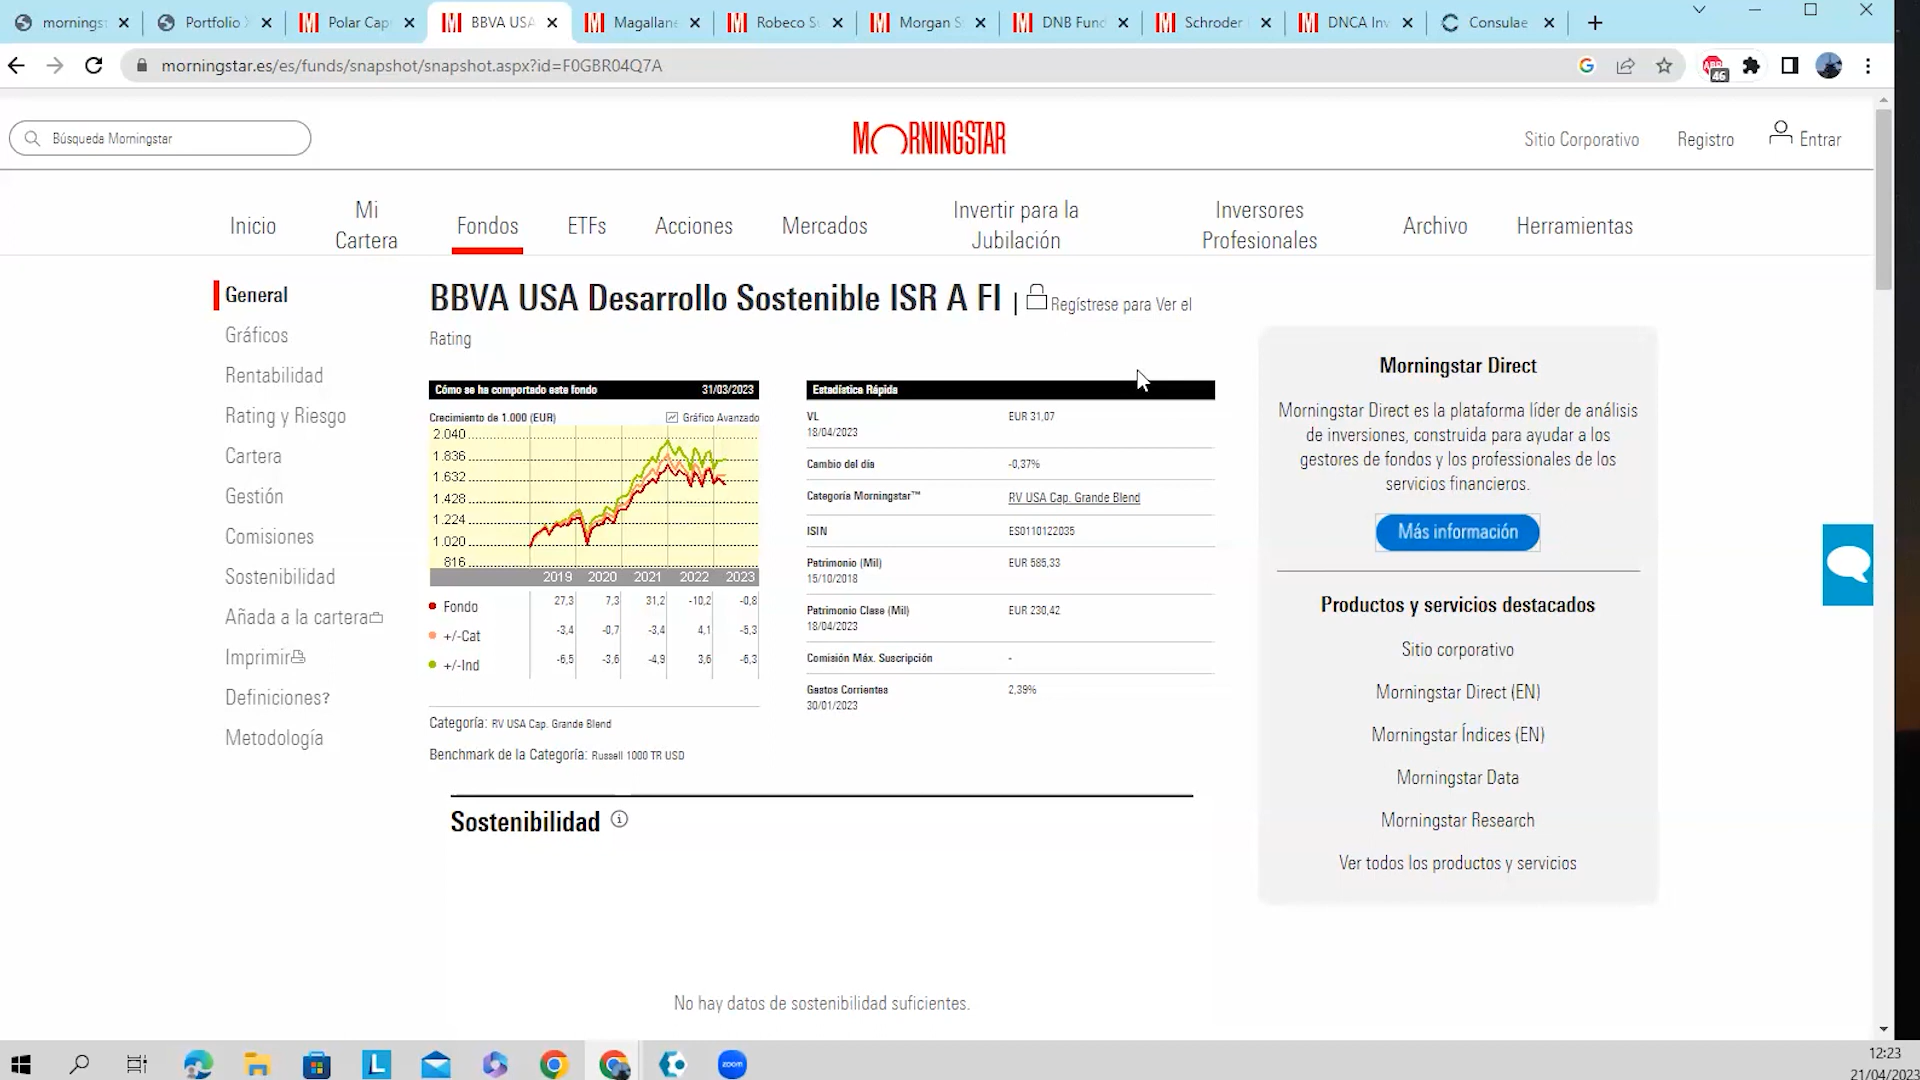 morningst
Portfolio X
Polar Cap
BBVA USA
Magallane
Robeco S
Morgan S
DNB Fund
Schroder
DNCA Inv
Consulae
morningstar.es/es/funds/snapshot/snapshot.aspx?id=F0GBR04Q7A
ABP
46
Búsqueda Morningstar
MORNINGSTAR
Sitio Corporativo
Registro
Entrar
Inicio
Mi
Cartera
Fondos
ETFs
Acciones
Mercados
Invertir para la
Jubilación
Inversores
Profesionales
Archivo
Herramientas
General
Gráficos
Rentabilidad
Rating y Riesgo
Cartera
Gestión
Comisiones
Sostenibilidad
Añada a la cartera
Imprimir
Definiciones?
Metodología
BBVA USA Desarrollo Sostenible ISR A FI | Regístrese para Ver el
Rating
Cómo se ha comportado este fondo 31/03/2023
Crecimiento de 1.000 (EUR) Gráfico Avanzado
2.040
1.836
1.632
1.428
1.224
1.020
816
2019 2020 2021 2022 2023
Fondo 27,3 7,3 31,2 -10,2 -0,8
+/-Cat -3,4 -0,7 -3,4 4,1 -5,3
+/-Ind -6,5 -3,6 -4,9 3,6 -6,3
Categoría: RV USA Cap. Grande Blend
Benchmark de la Categoría: Russell 1000 TR USD
Estadística Rápida
VL EUR 31,07
18/04/2023
Cambio del día -0,37%
Categoría Morningstar™ RV USA Cap. Grande Blend
ISIN ES0110122035
Patrimonio (Mil) EUR 585,33
15/10/2018
Patrimonio Clase (Mil) EUR 230,42
18/04/2023
Comisión Máx. Suscripción -
Gastos Corrientes 2,39%
30/01/2023
Morningstar Direct
Morningstar Direct es la plataforma líder de análisis
de inversiones, construida para ayudar a los
gestores de fondos y los professionales de los
servicios financieros.
Más información
Productos y servicios destacados
Sitio corporativo
Morningstar Direct (EN)
Morningstar Índices (EN)
Morningstar Data
Morningstar Research
Ver todos los productos y servicios
Sostenibilidad
No hay datos de sostenibilidad suficientes.
L
zoom
12:23
21/04/2023